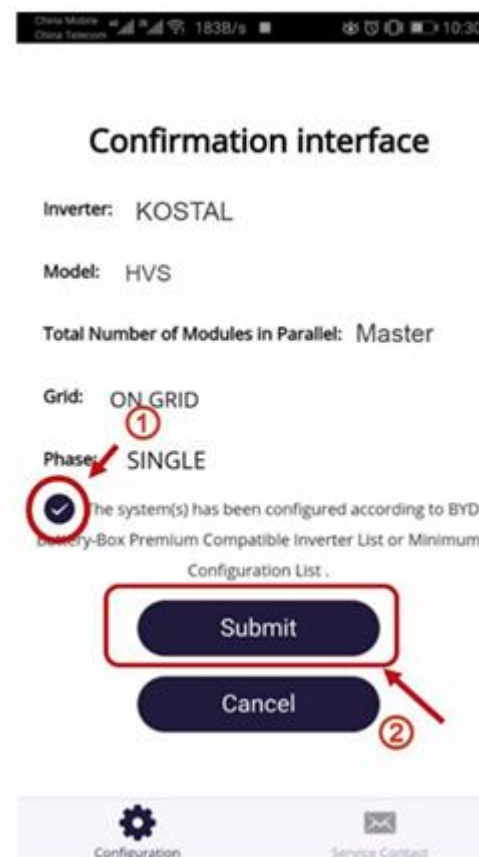 China Mobile 183B/s 10:30
China Telecom
Confirmation interface
Inverter: KOSTAL
Model: HVS
Total Number of Modules in Parallel: Master
Grid: ON GRID
①
Phase: SINGLE
The system(s) has been configured according to BYD
Battery-Box Premium Compatible Inverter List or Minimum
Configuration List .
Submit
Cancel
②
Configuration Service Contact